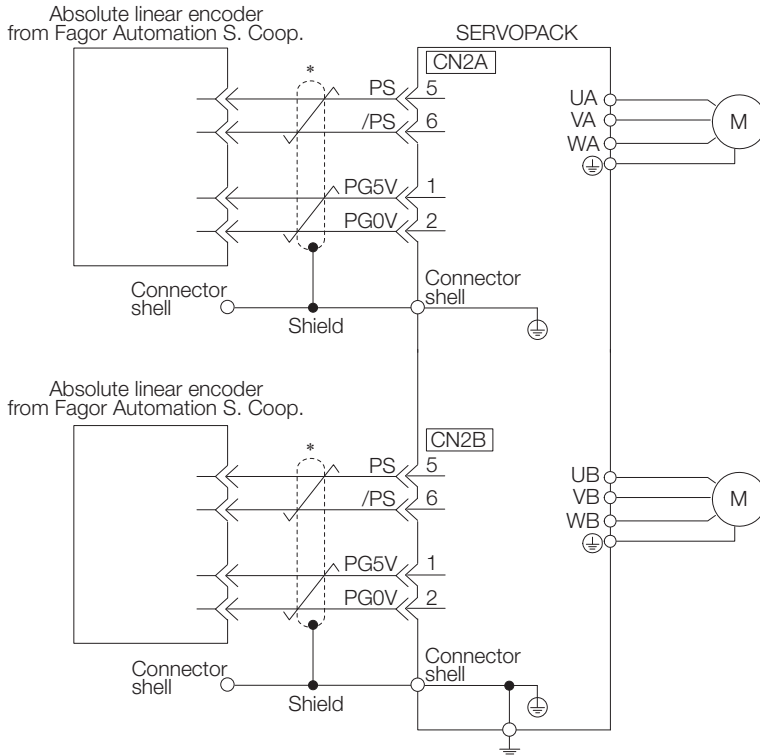 Absolute linear encoder
from Fagor Automation S. Coop.
SERVOPACK
CN2A
*
PS 5
/PS 6
PG5V 1
PG0V 2
UA
VA
WA
M
Connector
shell
Shield
Connector
shell
Absolute linear encoder
from Fagor Automation S. Coop.
CN2B
*
PS 5
/PS 6
PG5V 1
PG0V 2
UB
VB
WB
M
Connector
shell
Shield
Connector
shell